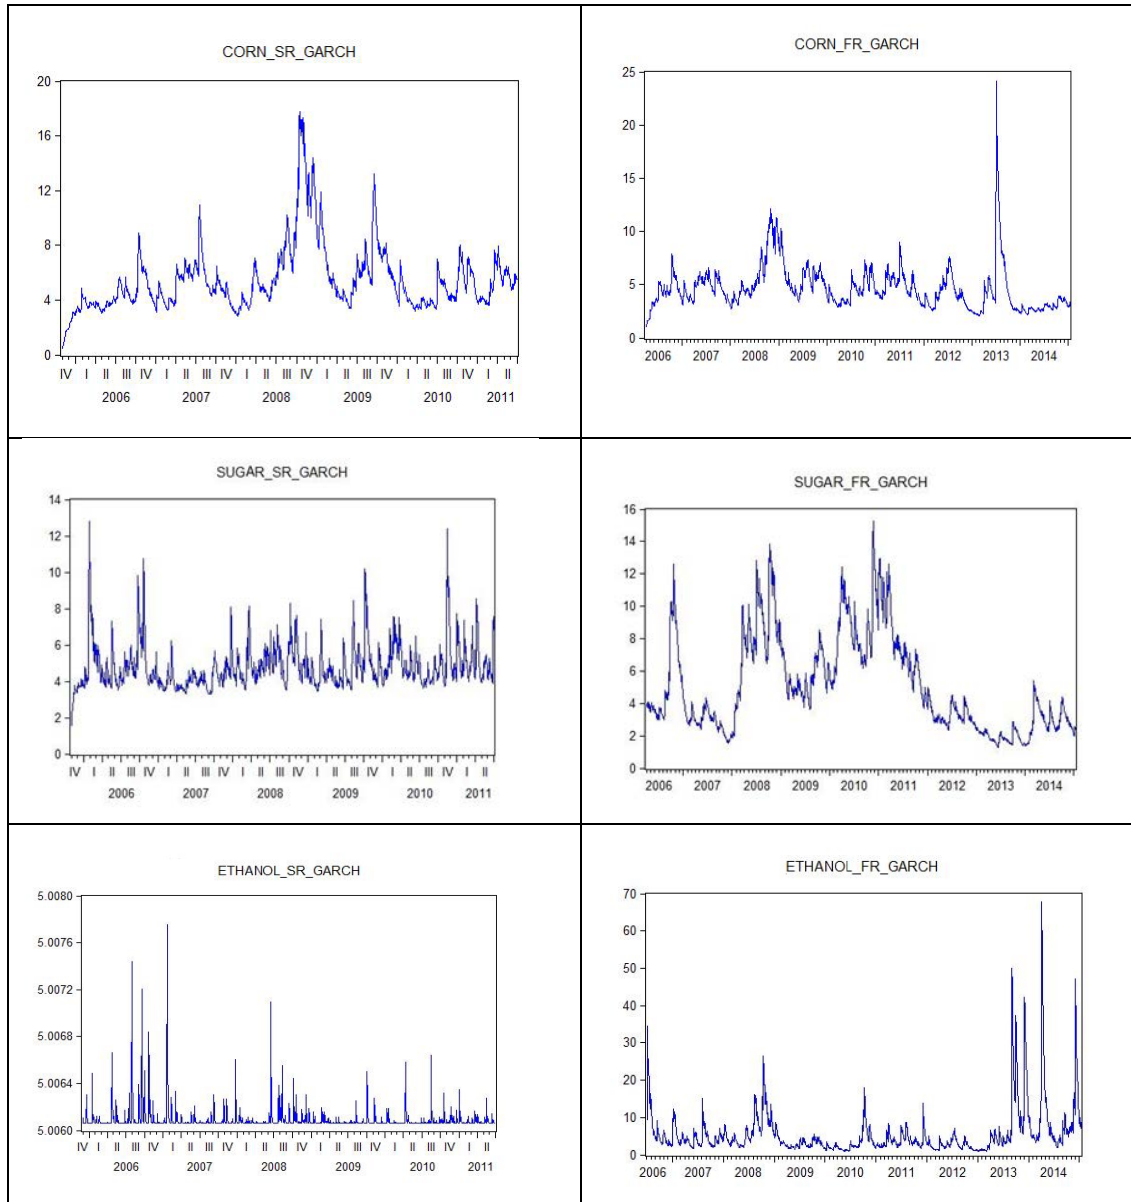 CORN_SR_GARCH
20
16
12
8
4
0
IV I II III IV I II III IV I II III IV I II III IV I II III IV I II
2006 2007 2008 2009 2010 2011
CORN_FR_GARCH
25
20
15
10
5
0
2006 2007 2008 2009 2010 2011 2012 2013 2014
SUGAR_SR_GARCH
14
12
10
8
6
4
2
0
IV I II III IV I II III IV I II III IV I II III IV I II III IV I II
2006 2007 2008 2009 2010 2011
SUGAR_FR_GARCH
16
14
12
10
8
6
4
2
0
2006 2007 2008 2009 2010 2011 2012 2013 2014
ETHANOL_SR_GARCH
5.0080
5.0076
5.0072
5.0068
5.0064
5.0060
IV I II III IV I II III IV I II III IV I II III IV I II III IV I II
2006 2007 2008 2009 2010 2011
ETHANOL_FR_GARCH
70
60
50
40
30
20
10
0
2006 2007 2008 2009 2010 2011 2012 2013 2014